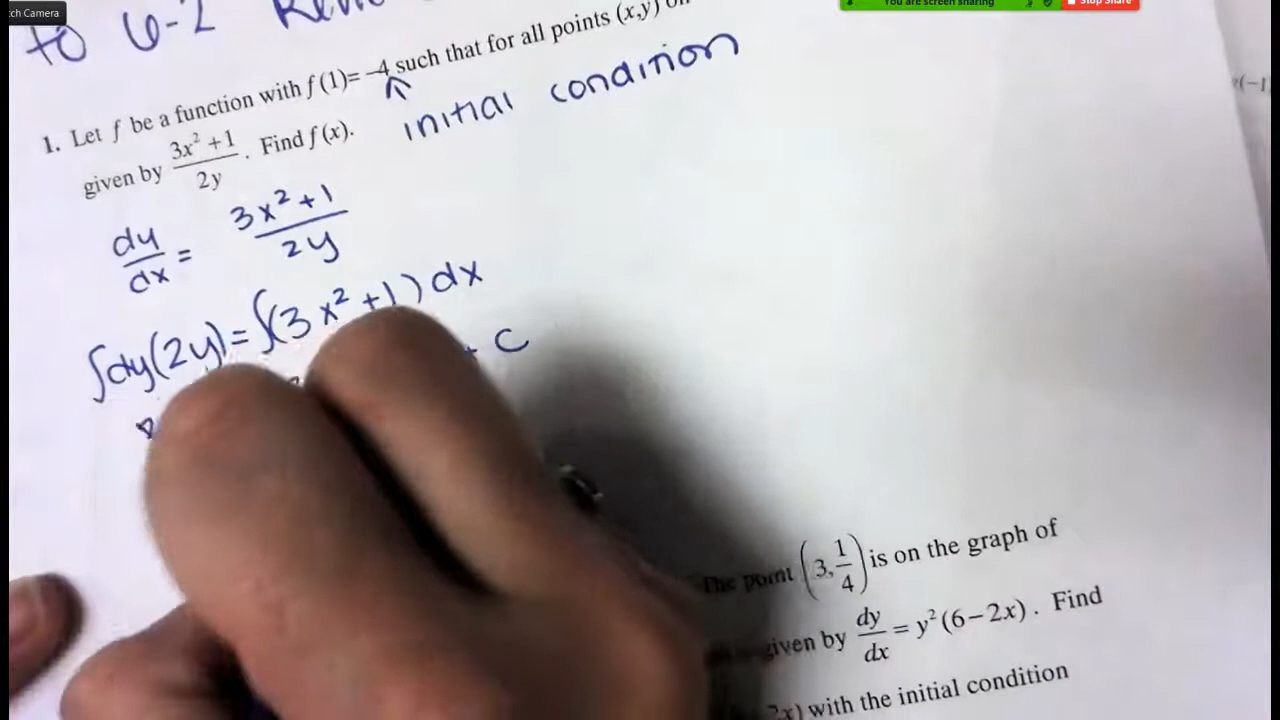 tch Camera
You are screen sharing
Stop Share
to 6-2
1. Let f be a function with f(1)= -4 such that for all points (x,y) on
given by (3x² + 1)/(2y). Find f(x).
initial condition
dy/dx = (3x² + 1)/(2y)
∫dy(2y) = ∫(3x² + 1) dx
+ C
The point (3, 1/4) is on the graph of
given by dy/dx = y²(6 − 2x). Find
2x) with the initial condition